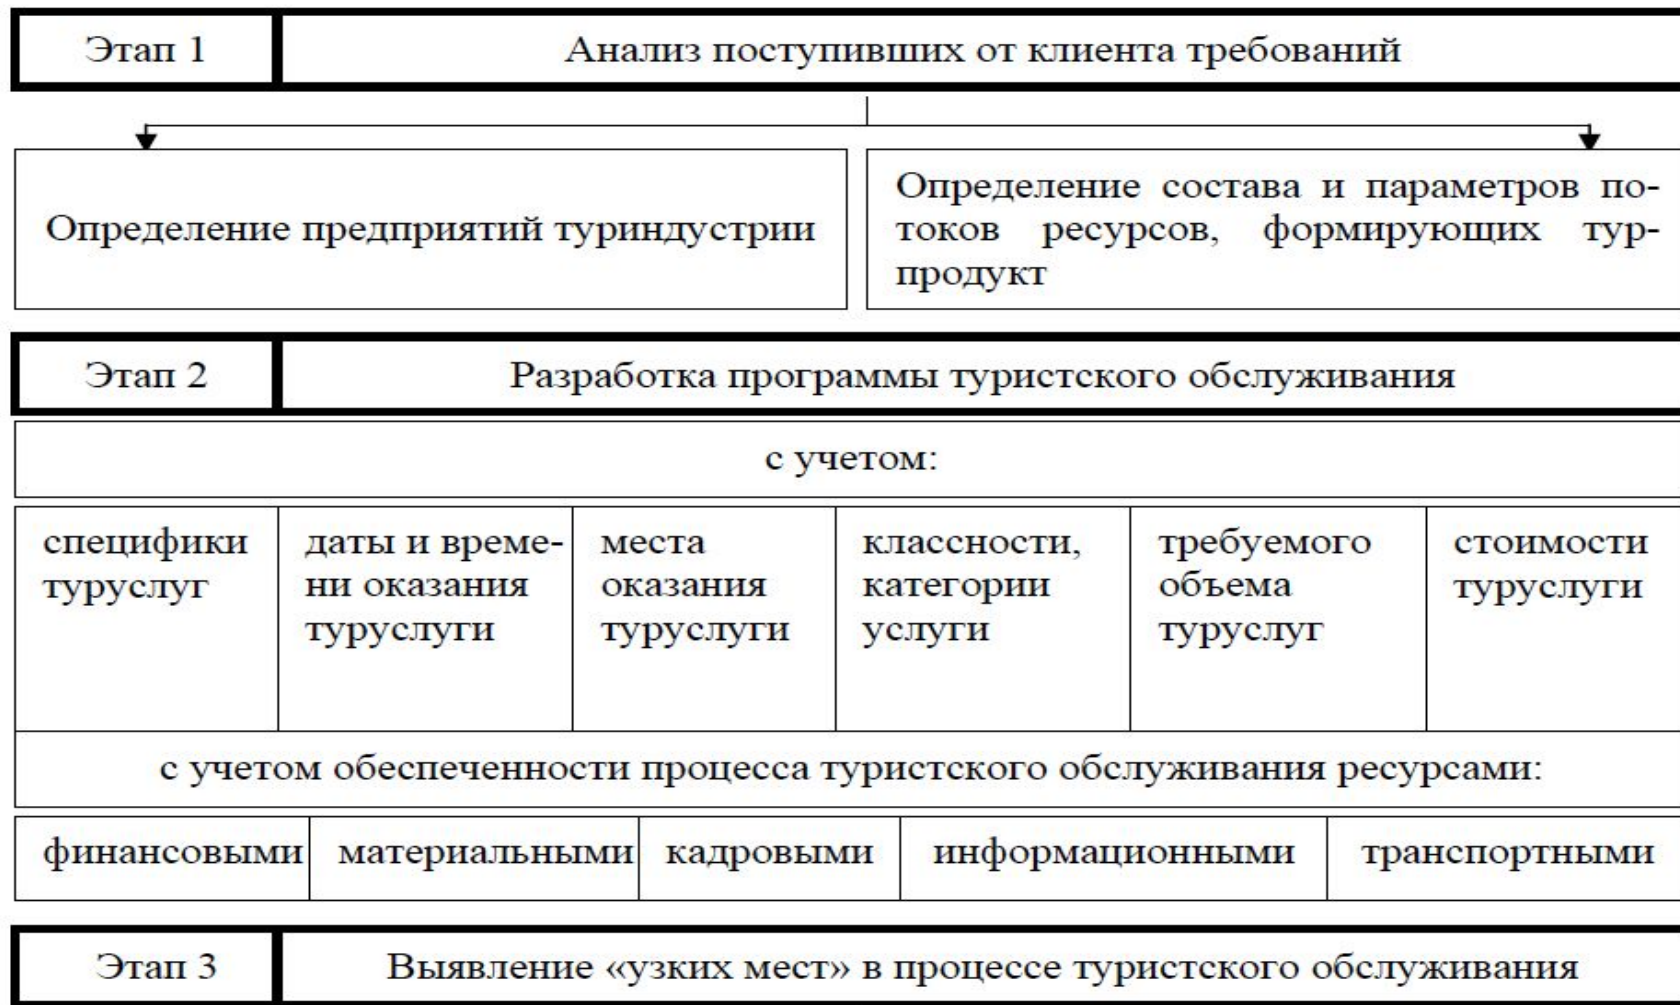 Этап 1
Анализ поступивших от клиента требований
Определение предприятий туриндустрии
Определение состава и параметров по-
токов ресурсов, формирующих тур-
продукт
Этап 2
Разработка программы туристского обслуживания
с учетом:
специфики
туруслуг
даты и време-
ни оказания
туруслуги
места
оказания
туруслуги
классности,
категории
услуги
требуемого
объема
туруслуг
стоимости
туруслуги
с учетом обеспеченности процесса туристского обслуживания ресурсами:
финансовыми
материальными
кадровыми
информационными
транспортными
Этап 3
Выявление «узких мест» в процессе туристского обслуживания